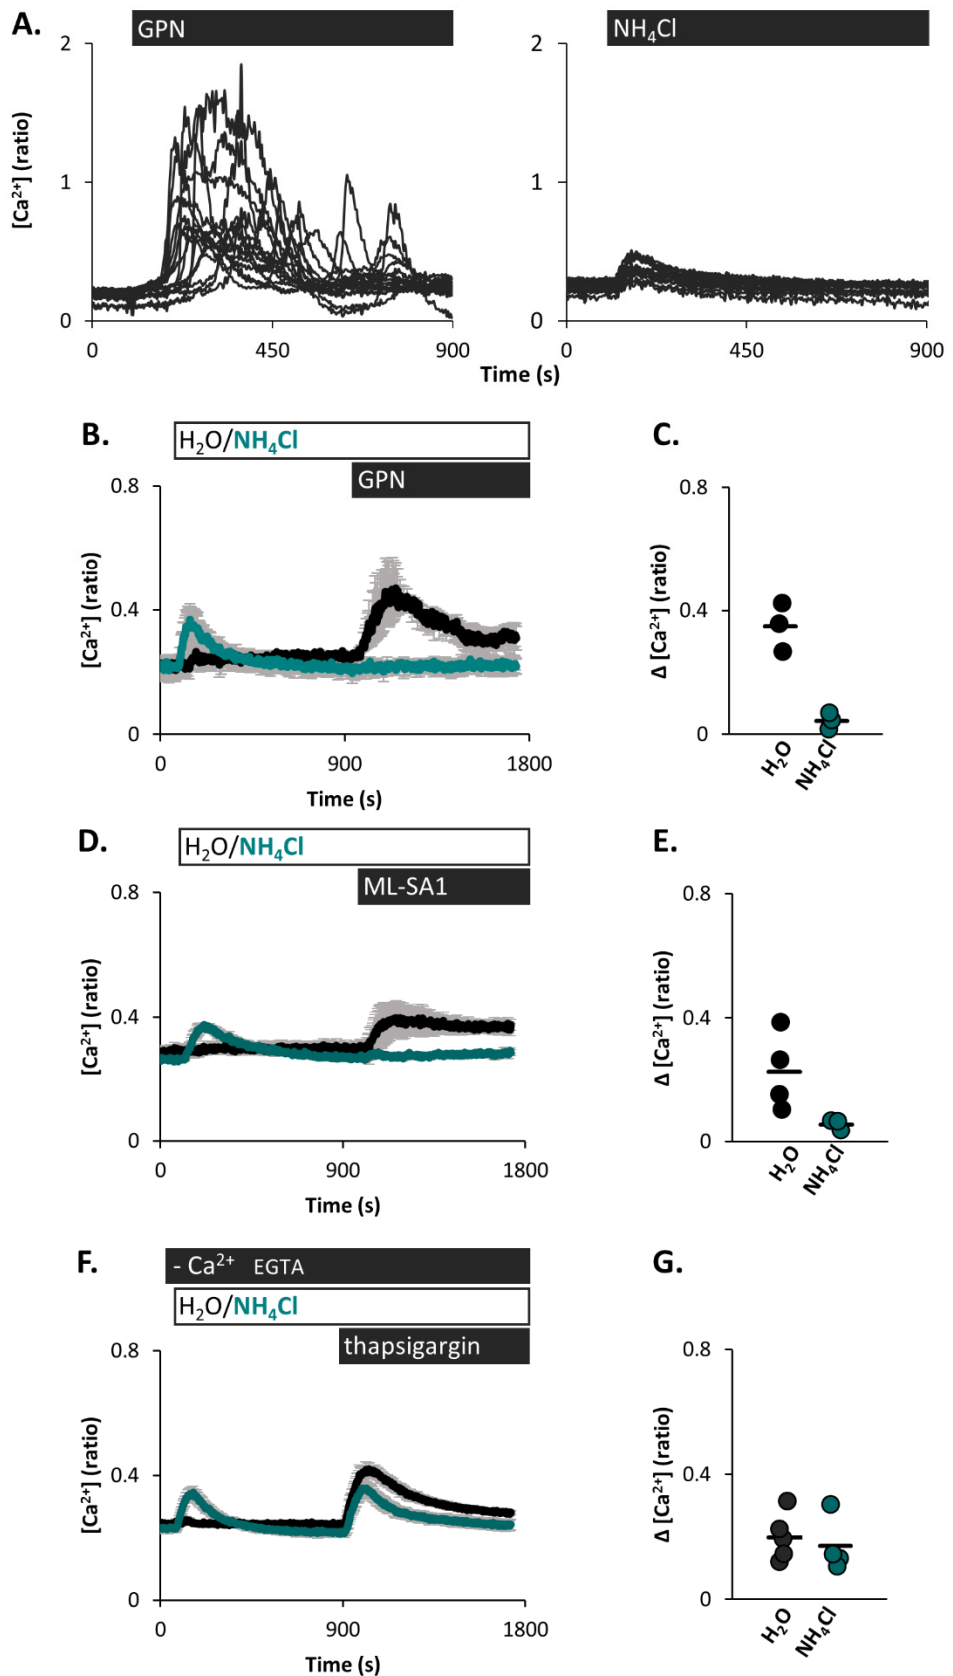 A.
GPN
NH₄Cl
[Ca²⁺] (ratio)
2
1
0
0
450
900
2
1
0
0
450
900
Time (s)
B.
H₂O/NH₄Cl
GPN
[Ca²⁺] (ratio)
0.8
0.4
0
0
900
1800
Time (s)
C.
Δ [Ca²⁺] (ratio)
0.8
0.4
0
H₂O
NH₄Cl
D.
H₂O/NH₄Cl
ML-SA1
[Ca²⁺] (ratio)
0.8
0.4
0
0
900
1800
Time (s)
E.
Δ [Ca²⁺] (ratio)
0.8
0.4
0
H₂O
NH₄Cl
F.
- Ca²⁺ EGTA
H₂O/NH₄Cl
thapsigargin
[Ca²⁺] (ratio)
0.8
0.4
0
0
900
1800
Time (s)
G.
Δ [Ca²⁺] (ratio)
0.8
0.4
0
H₂O
NH₄Cl